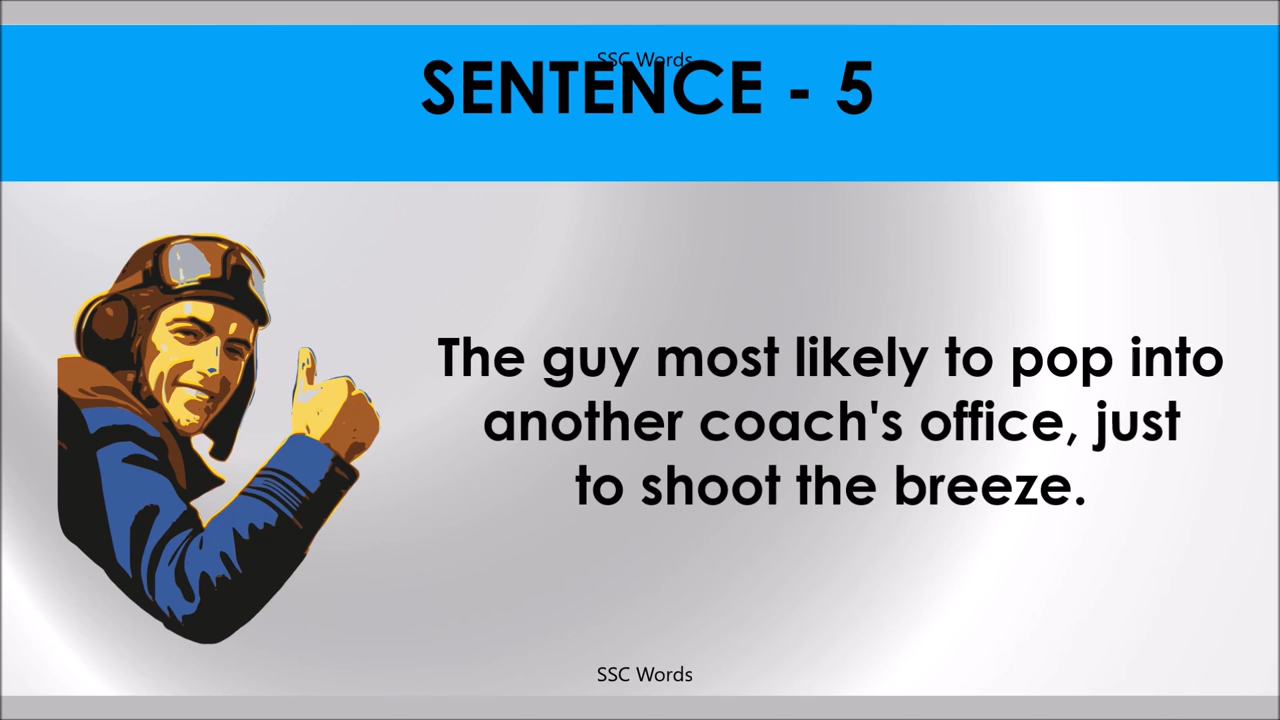 SSC Words
SENTENCE - 5
The guy most likely to pop into
another coach's office, just
to shoot the breeze.
SSC Words